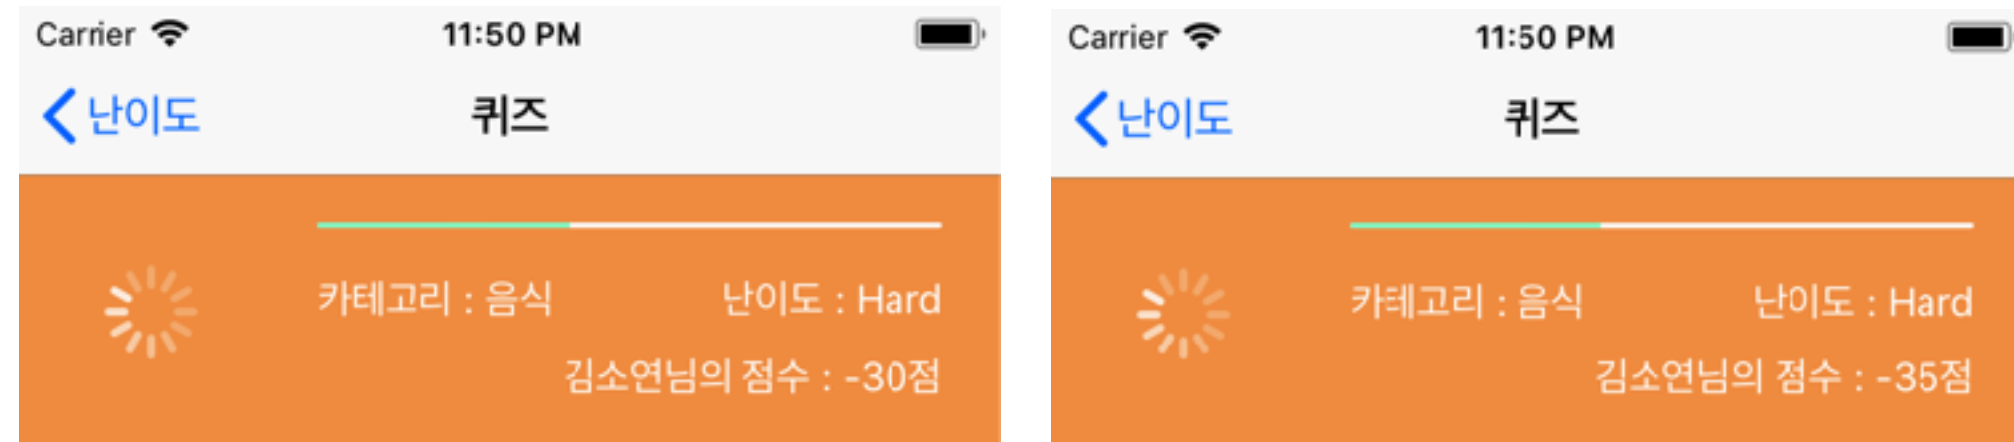 Carrier 11:50 PM
난이도 퀴즈
카테고리 : 음식 난이도 : Hard
김소연님의 점수 : -30점
Carrier 11:50 PM
난이도 퀴즈
카테고리 : 음식 난이도 : Hard
김소연님의 점수 : -35점